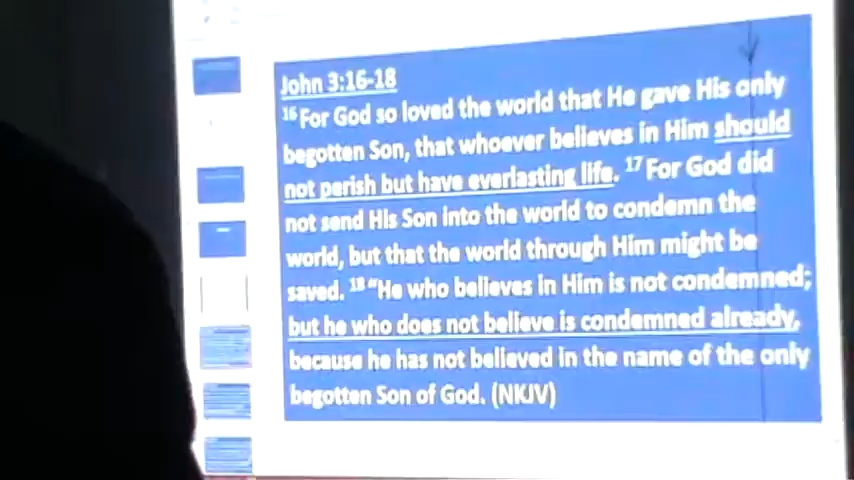 John 3:16-18
16 For God so loved the world that He gave His only
begotten Son, that whoever believes in Him should
not perish but have everlasting life. 17 For God did
not send His Son into the world to condemn the
world, but that the world through Him might be
saved. 18 "He who believes in Him is not condemned;
but he who does not believe is condemned already,
because he has not believed in the name of the only
begotten Son of God. (NKJV)